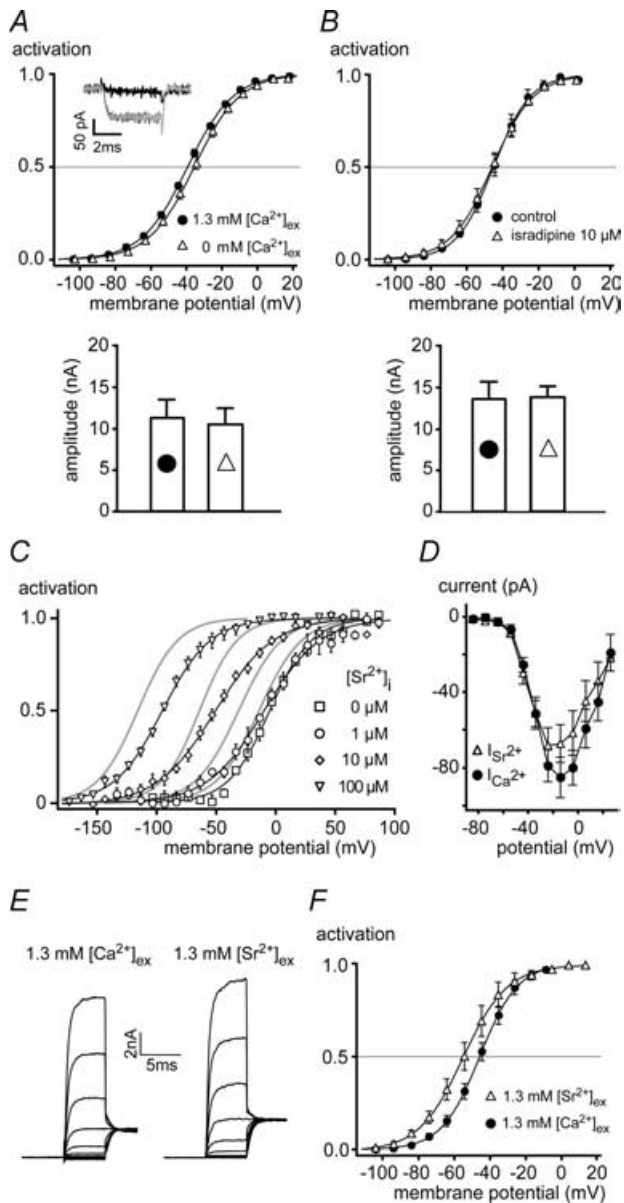 A
activation
1.0
0.5
0.0
50 pA
2ms
1.3 mM [Ca²⁺]ex
0 mM [Ca²⁺]ex
-100 -80 -60 -40 -20 0 20
membrane potential (mV)
amplitude (nA)
20
15
10
5
0
B
activation
1.0
0.5
0.0
control
isradipine 10 µM
-100 -80 -60 -40 -20 0 20
membrane potential (mV)
amplitude (nA)
20
15
10
5
0
C
activation
1.0
0.5
0
[Sr²⁺]i
0 µM
1 µM
10 µM
100 µM
-150 -100 -50 0 50 100
membrane potential (mV)
D
current (pA)
0
-40
-80
ISr²⁺
ICa²⁺
-80 -40 0
potential (mV)
E
1.3 mM [Ca²⁺]ex
1.3 mM [Sr²⁺]ex
2nA
5ms
F
activation
1.0
0.5
0.0
1.3 mM [Sr²⁺]ex
1.3 mM [Ca²⁺]ex
-100 -80 -60 -40 -20 0 20
membrane potential (mV)